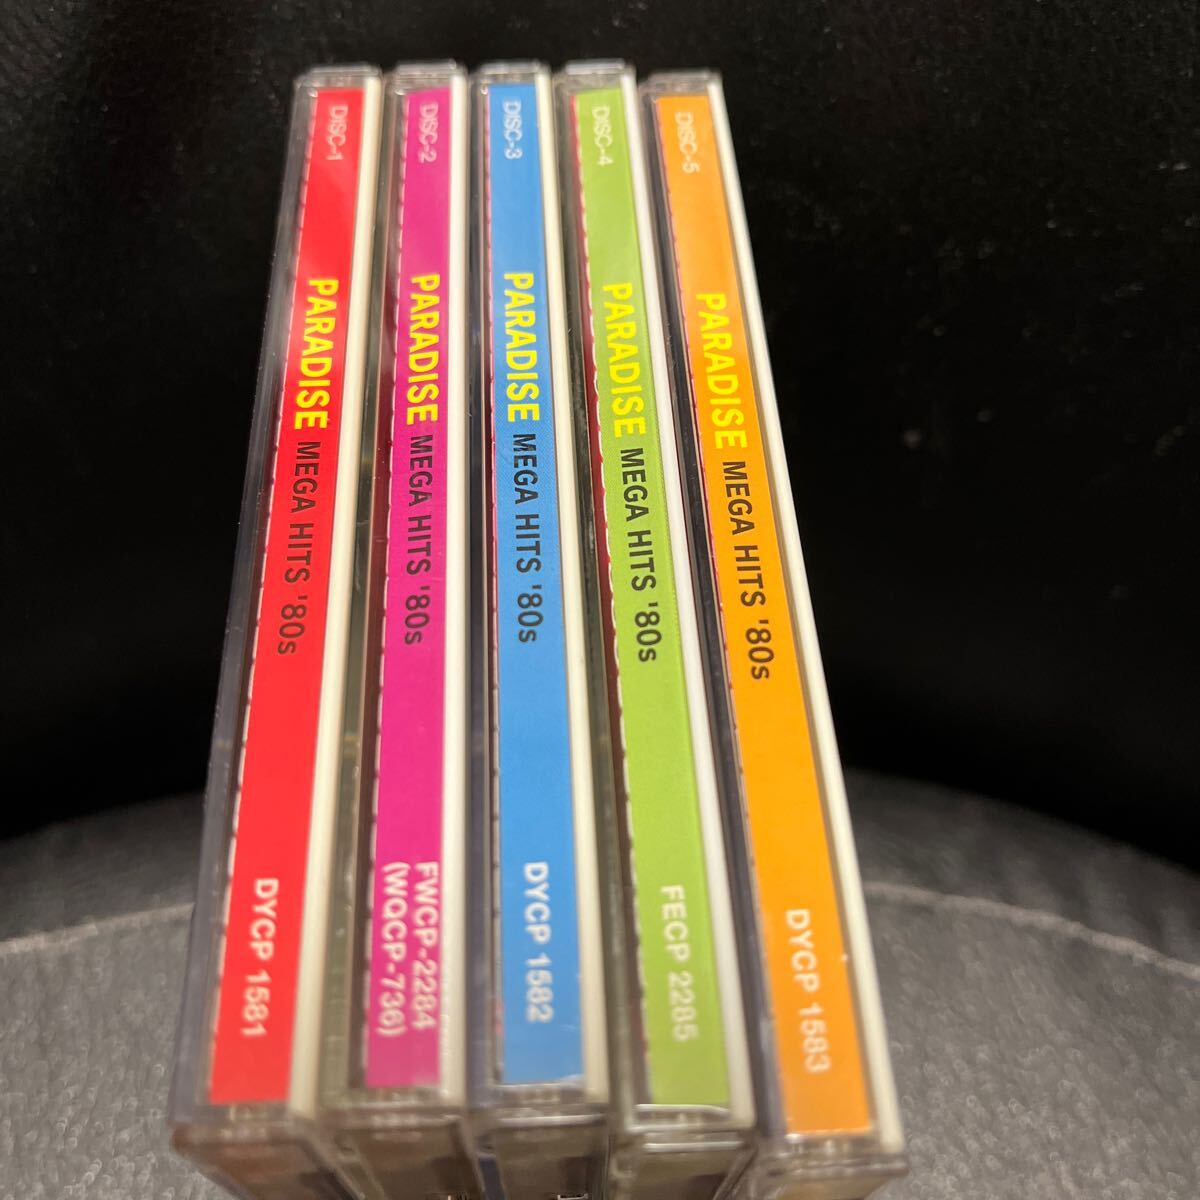 DISC-1 PARADISE MEGA HITS '80s DYCP 1581
DISC-2 PARADISE MEGA HITS '80s FWCP-2284
(WQCP-736)
DISC-3 PARADISE MEGA HITS '80s DYCP 1582
DISC-4 PARADISE MEGA HITS '80s FECP 2285
DISC-5 PARADISE MEGA HITS '80s DYCP 1583